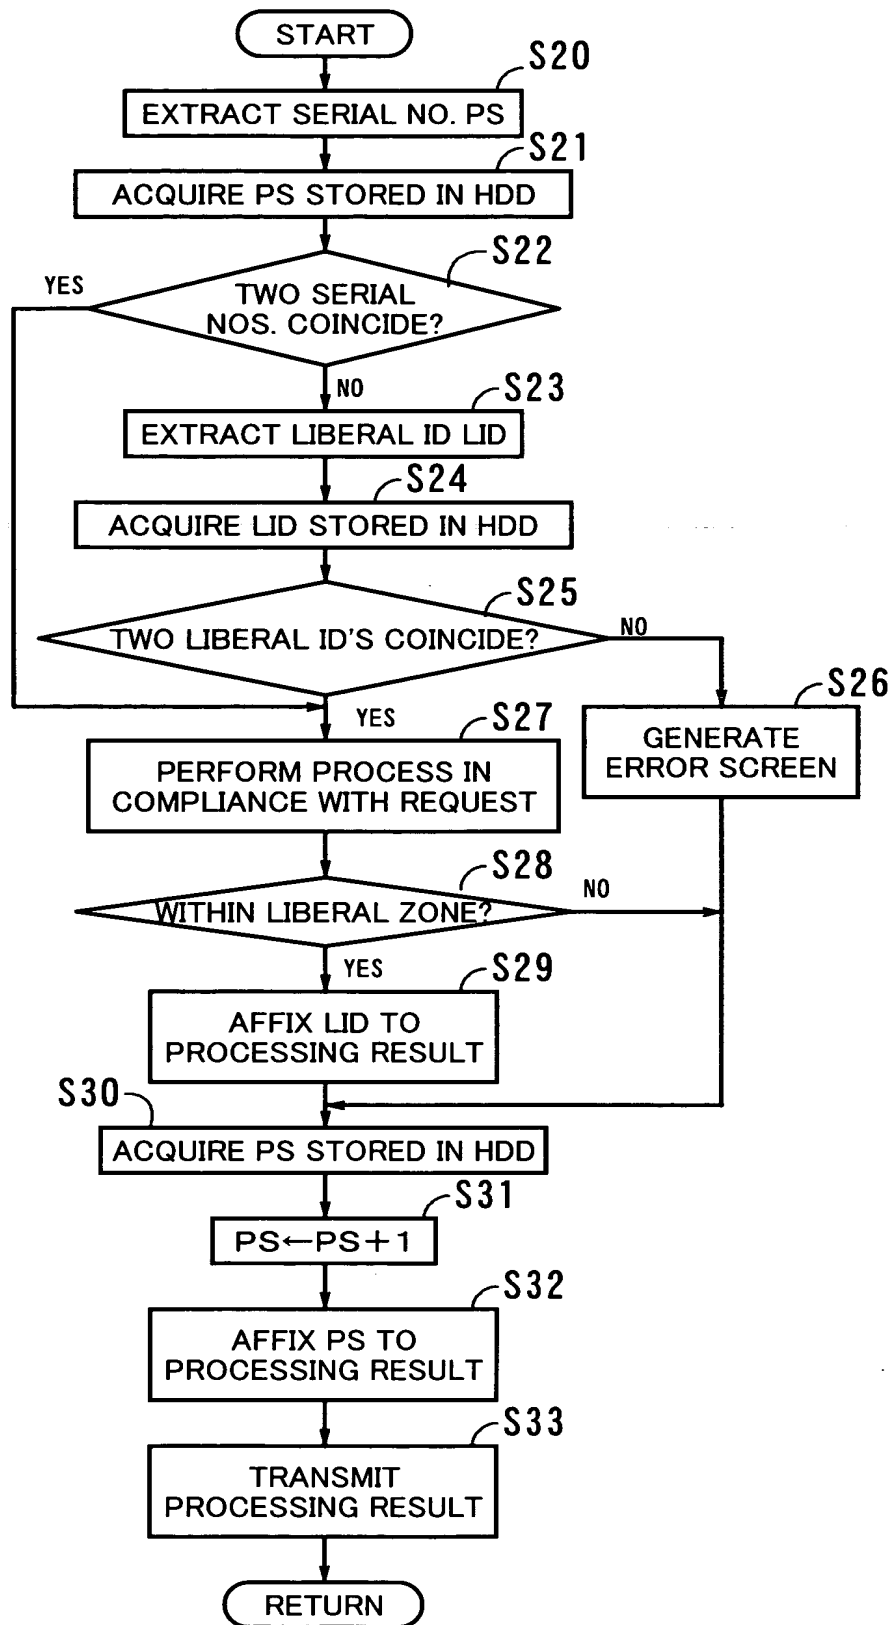 START
S20
EXTRACT SERIAL NO. PS
S21
ACQUIRE PS STORED IN HDD
S22
YES
TWO SERIAL
NOS. COINCIDE?
NO
S23
EXTRACT LIBERAL ID LID
S24
ACQUIRE LID STORED IN HDD
S25
TWO LIBERAL ID'S COINCIDE?
NO
S26
YES
S27
GENERATE
ERROR SCREEN
PERFORM PROCESS IN
COMPLIANCE WITH REQUEST
S28
WITHIN LIBERAL ZONE?
NO
YES
S29
AFFIX LID TO
PROCESSING RESULT
S30
ACQUIRE PS STORED IN HDD
S31
PS←PS+1
S32
AFFIX PS TO
PROCESSING RESULT
S33
TRANSMIT
PROCESSING RESULT
RETURN